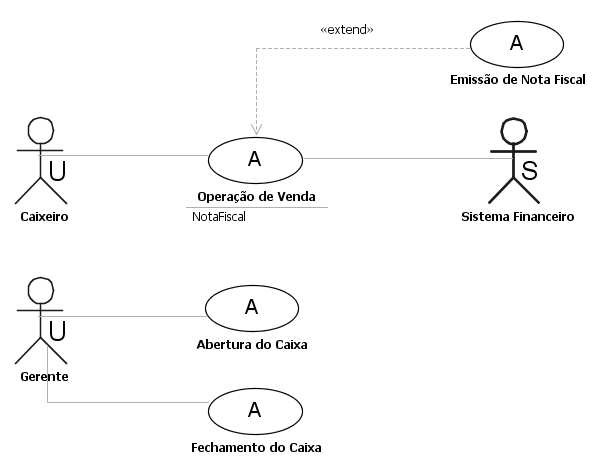 «extend»
A
Emissão de Nota Fiscal
U
Caixeiro
A
Operação de Venda
NotaFiscal
S
Sistema Financeiro
U
Gerente
A
Abertura do Caixa
A
Fechamento do Caixa